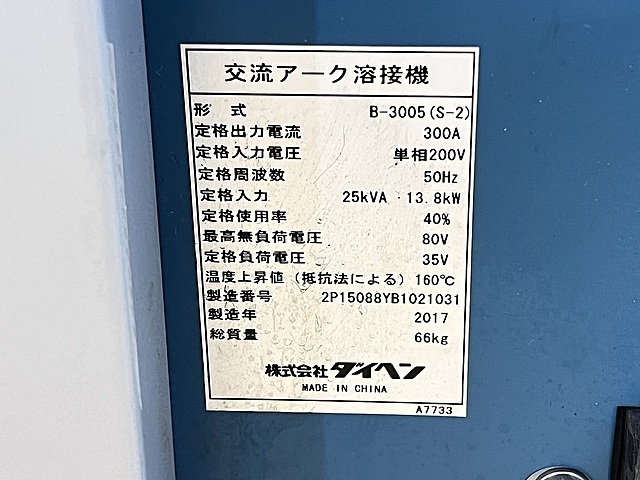 交流アーク溶接機
形 式 B-3005(S-2)
定格出力電流 300A
定格入力電圧 単相200V
定格周波数 50Hz
定格入力 25kVA・13.8kW
定格使用率 40%
最高無負荷電圧 80V
定格負荷電圧 35V
温度上昇値(抵抗法による) 160℃
製造番号 2P15088YB1021031
製造年 2017
総質量 66kg
株式会社ダイヘン
MADE IN CHINA
A7733